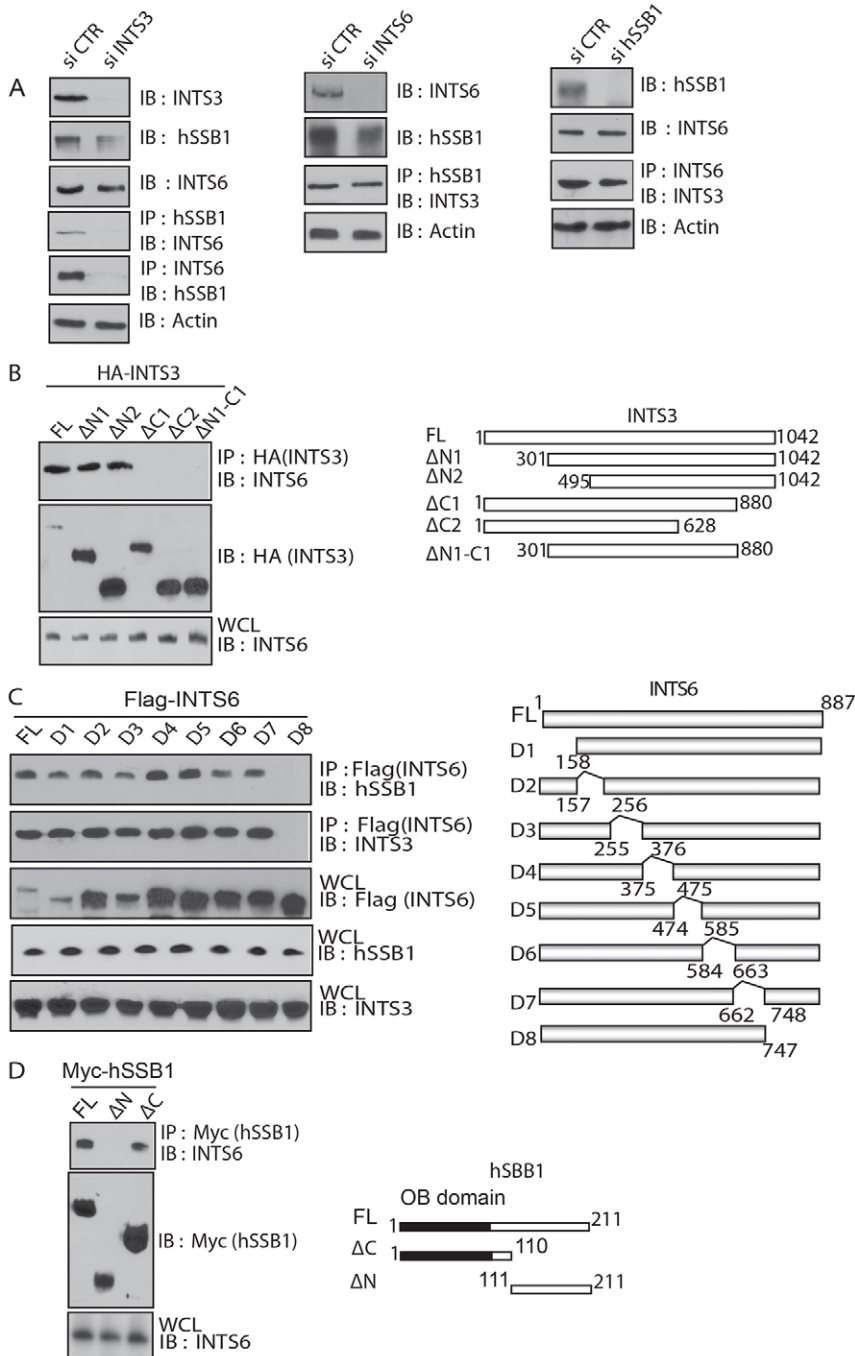 A
si CTR si INTS3
IB : INTS3
IB : hSSB1
IB : INTS6
IP : hSSB1
IB : INTS6
IP : INTS6
IB : hSSB1
IB : Actin
si CTR si INTS6
IB : INTS6
IB : hSSB1
IP : hSSB1
IB : INTS3
IB : Actin
si CTR si hSSB1
IB : hSSB1
IB : INTS6
IP : INTS6
IB : INTS3
IB : Actin
B
HA-INTS3
FL ΔN1 ΔN2 ΔC1 ΔC2 ΔN1-C1
IP : HA(INTS3)
IB : INTS6
IB : HA (INTS3)
WCL
IB : INTS6
INTS3
FL 1 1042
ΔN1 301 1042
ΔN2 495 1042
ΔC1 1 880
ΔC2 628
ΔN1-C1 301 880
C
Flag-INTS6
FL D1 D2 D3 D4 D5 D6 D7 D8
IP : Flag(INTS6)
IB : hSSB1
IP : Flag(INTS6)
IB : INTS3
WCL
IB : Flag (INTS6)
WCL
IB : hSSB1
WCL
IB : INTS3
INTS6
FL 1 887
D1
158
D2
157 256
D3
255 376
D4
375 475
D5
474 585
D6
584 663
D7
662 748
D8
747
D
Myc-hSSB1
FL ΔN ΔC
IP : Myc (hSSB1)
IB : INTS6
IB : Myc (hSSB1)
WCL
IB : INTS6
hSBB1
OB domain
FL 1 211
ΔC 1 110
ΔN 111 211